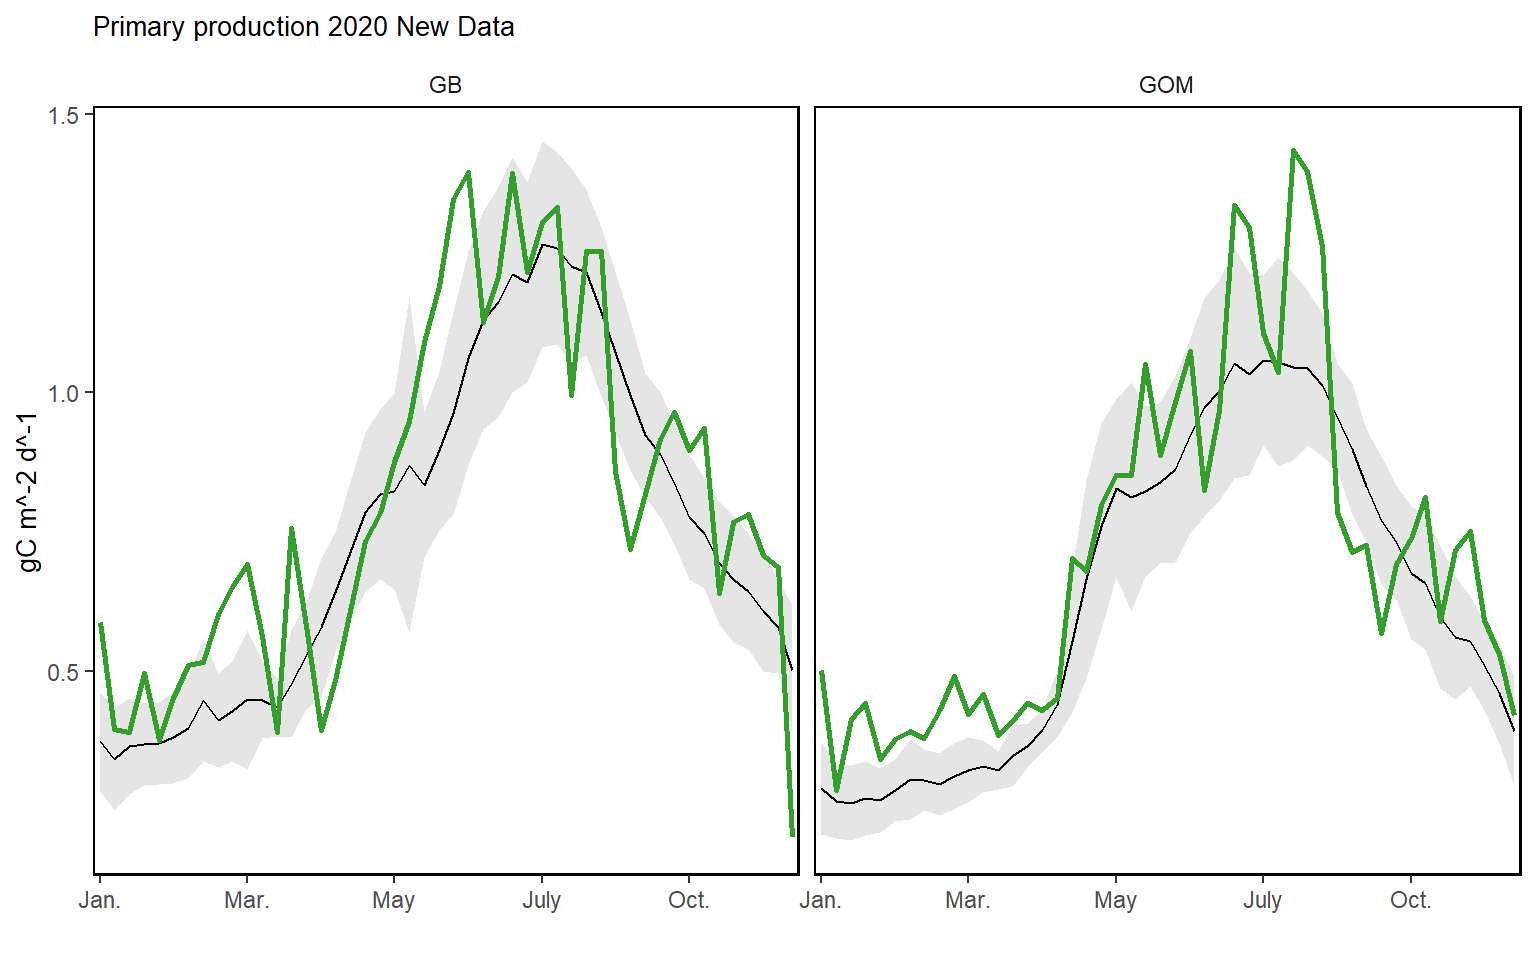 Primary production 2020 New Data
GB
GOM
1.5
1.0
0.5
gC m^-2 d^-1
Jan.
Mar.
May
July
Oct.
Jan.
Mar.
May
July
Oct.